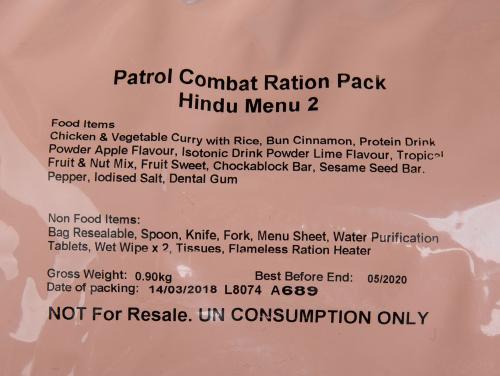 Patrol Combat Ration Pack
Hindu Menu 2
Food Items
Chicken & Vegetable Curry with Rice, Bun Cinnamon, Protein Drink
Powder Apple Flavour, Isotonic Drink Powder Lime Flavour, Tropical
Fruit & Nut Mix, Fruit Sweet, Chockablock Bar, Sesame Seed Bar.
Pepper, Iodised Salt, Dental Gum
Non Food Items:
Bag Resealable, Spoon, Knife, Fork, Menu Sheet, Water Purification
Tablets, Wet Wipe x 2, Tissues, Flameless Ration Heater
Gross Weight: 0.90kg Best Before End: 05/2020
Date of packing: 14/03/2018 L8074 A689
NOT For Resale. UN CONSUMPTION ONLY